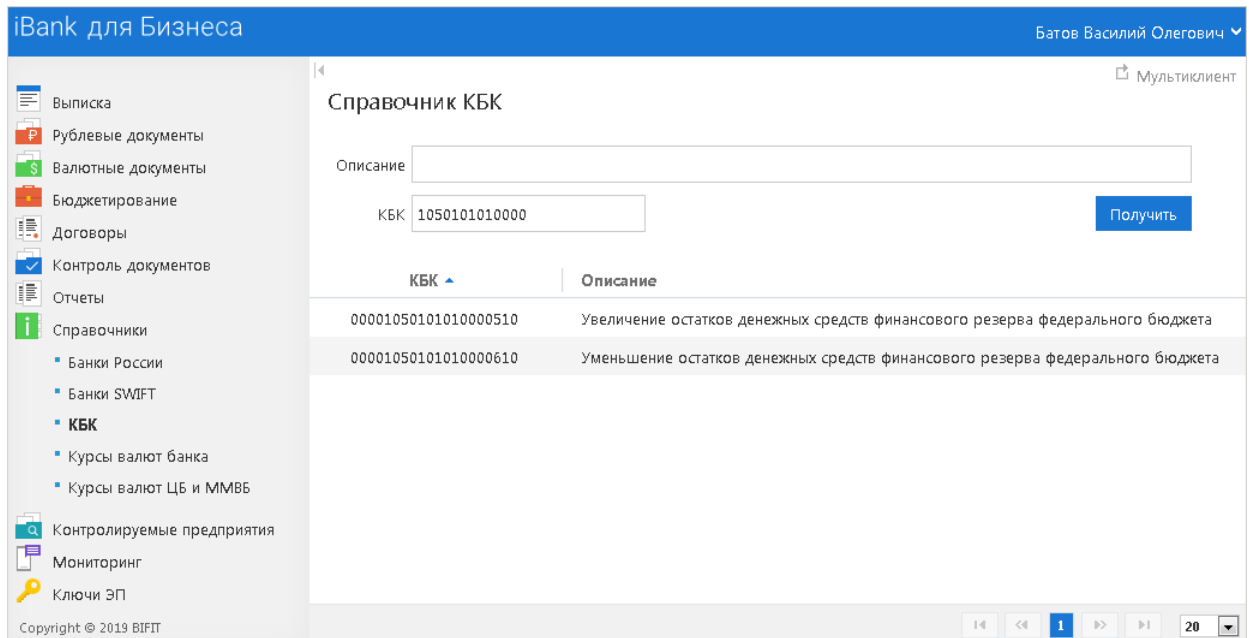 iBank для Бизнеса
Батов Василий Олегович
Мультиклиент
Выписка
Рублевые документы
Валютные документы
Бюджетирование
Договоры
Контроль документов
Отчеты
Справочники
Банки России
Банки SWIFT
КБК
Курсы валют банка
Курсы валют ЦБ и ММВБ
Контролируемые предприятия
Мониторинг
Ключи ЭП
Copyright © 2019 BIFIT
Справочник КБК
Описание
КБК 1050101010000
Получить
КБК Описание
00001050101010000510 Увеличение остатков денежных средств финансового резерва федерального бюджета
00001050101010000610 Уменьшение остатков денежных средств финансового резерва федерального бюджета
1 20